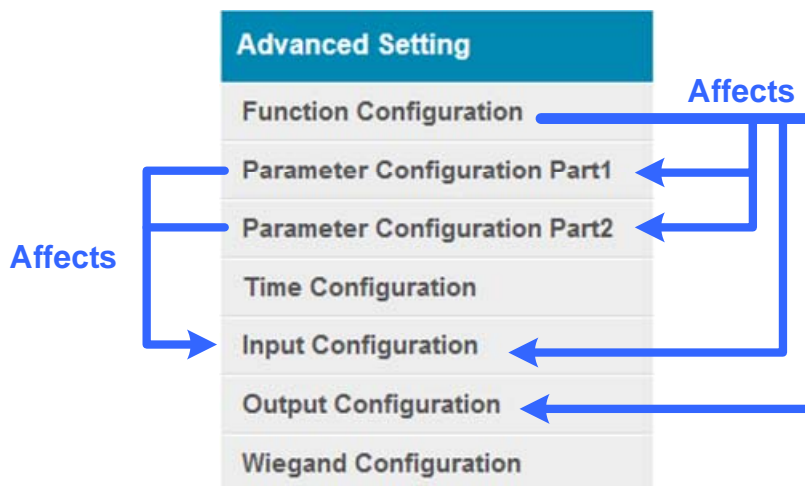 Advanced Setting
Affects
Function Configuration
Parameter Configuration Part1
Parameter Configuration Part2
Affects
Time Configuration
Input Configuration
Output Configuration
Wiegand Configuration